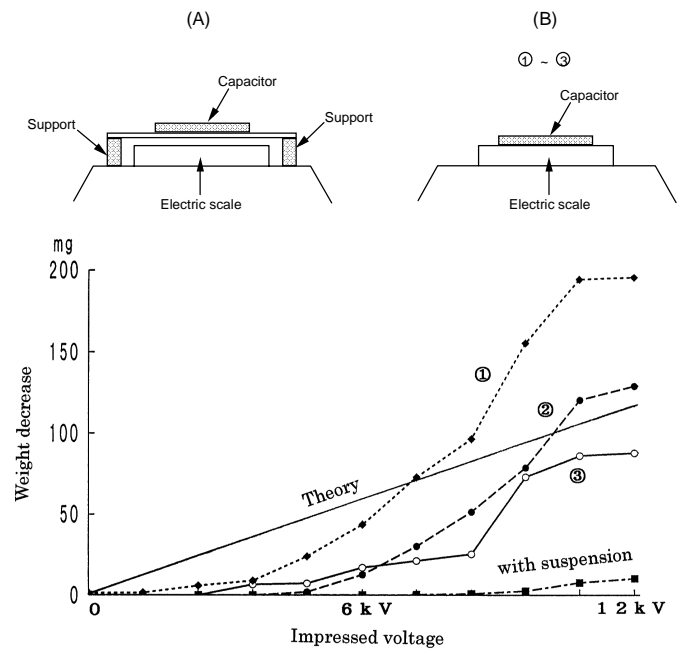 (A) (B)
① ~ ③
Capacitor
Capacitor
Support Support
Electric scale Electric scale
mg
200
150
100
50
0
Weight decrease
①
②
③
Theory
with suspension
0 6 k V 1 2 k V
Impressed voltage